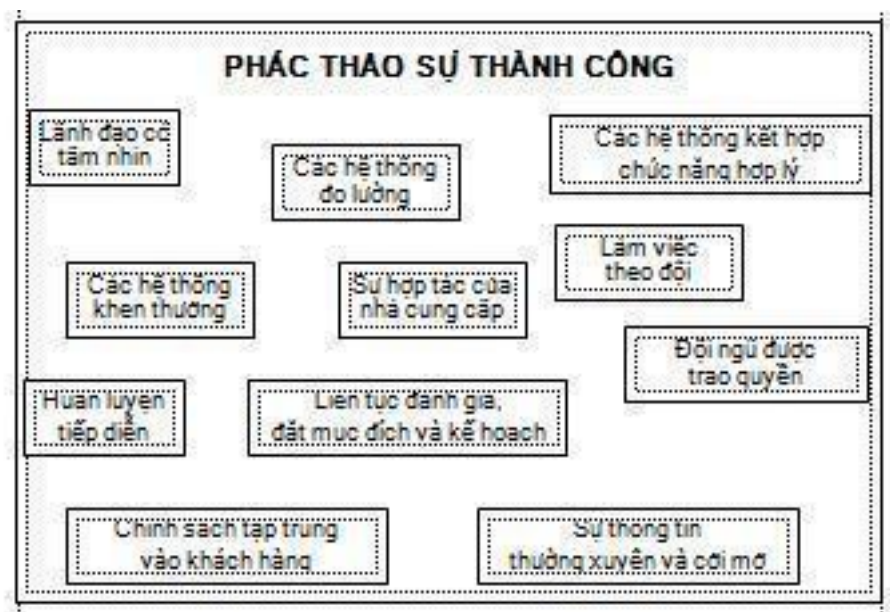 PHÁC THẢO SỰ THÀNH CÔNG
Lãnh đạo có
tầm nhìn
Các hệ thống
đo lường
Các hệ thống kết hợp
chức năng hợp lý
Làm việc
theo đội
Các hệ thống
khen thưởng
Sự hợp tác của
nhà cung cấp
Đội ngũ được
trao quyền
Huấn luyện
tiếp diễn
Liên tục đánh giá,
đặt mục đích và kế hoạch
Chính sách tập trung
vào khách hàng
Sự thông tin
thường xuyên và cởi mở